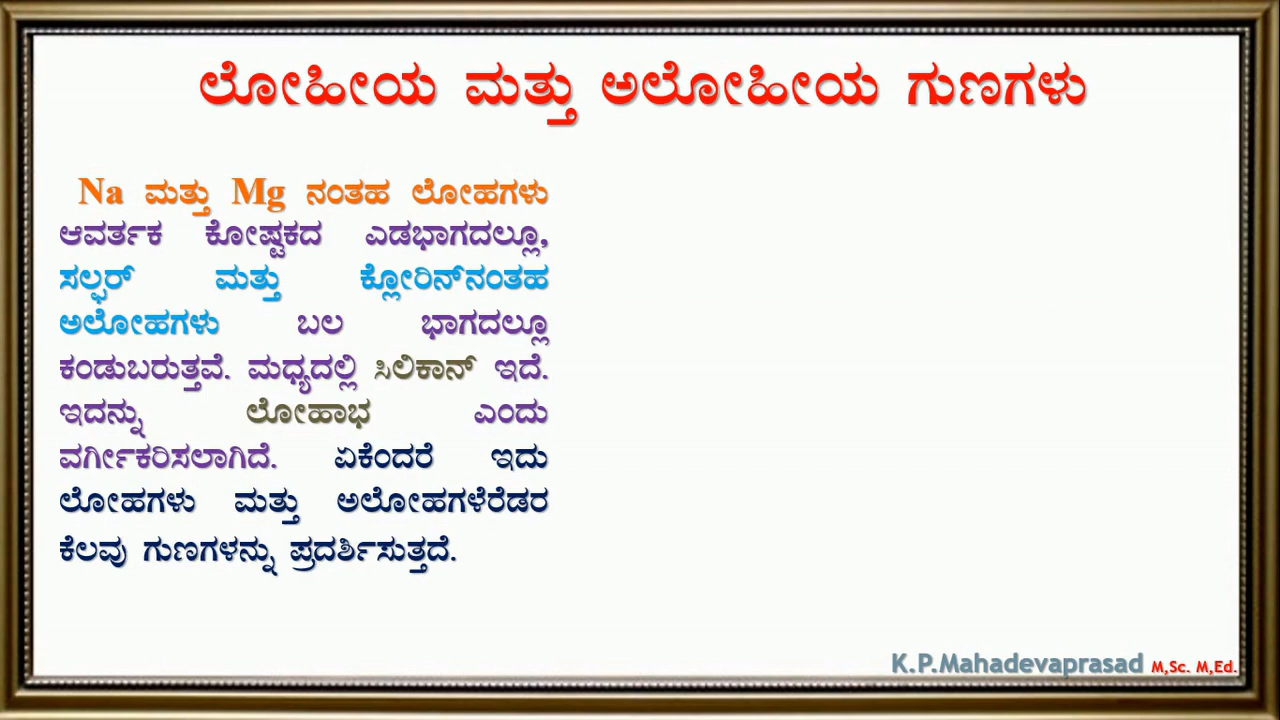 ಲೋಹೀಯ ಮತ್ತು ಅಲೋಹೀಯ ಗುಣಗಳು
Na ಮತ್ತು Mg ನಂತಹ ಲೋಹಗಳು
ಆವರ್ತಕ ಕೋಷ್ಟಕದ ಎಡಭಾಗದಲ್ಲೂ,
ಸಲ್ಫರ್ ಮತ್ತು ಕ್ಲೋರಿನ್‌ನಂತಹ
ಅಲೋಹಗಳು ಬಲ ಭಾಗದಲ್ಲೂ
ಕಂಡುಬರುತ್ತವೆ. ಮಧ್ಯದಲ್ಲಿ ಸಿಲಿಕಾನ್ ಇದೆ.
ಇದನ್ನು ಲೋಹಾಭ ಎಂದು
ವರ್ಗೀಕರಿಸಲಾಗಿದೆ. ಏಕೆಂದರೆ ಇದು
ಲೋಹಗಳು ಮತ್ತು ಅಲೋಹಗಳೆರೆಡರ
ಕೆಲವು ಗುಣಗಳನ್ನು ಪ್ರದರ್ಶಿಸುತ್ತದೆ.
K.P.Mahadevaprasad M,Sc. M,Ed.